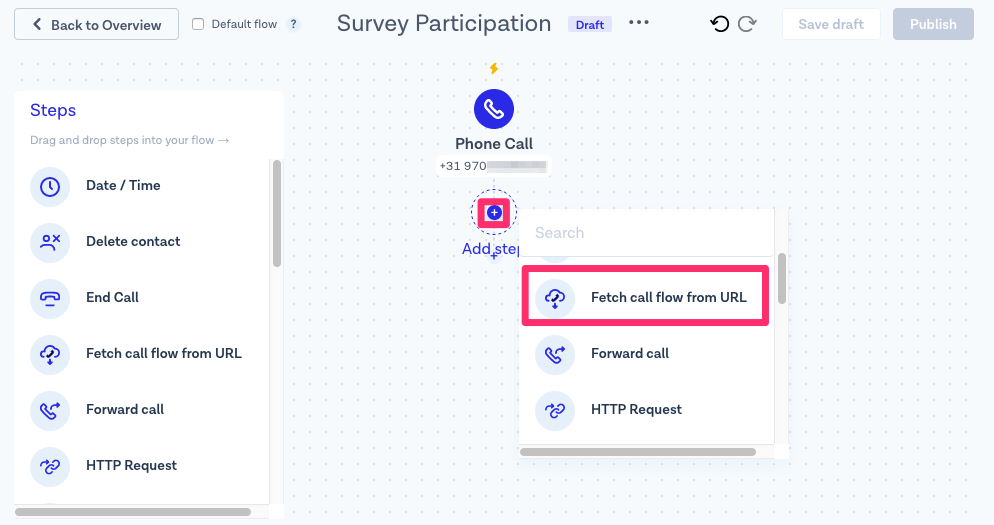 Back to Overview
Default flow ?
Survey Participation
Draft
Save draft
Publish
Steps
Drag and drop steps into your flow →
Date / Time
Delete contact
End Call
Fetch call flow from URL
Forward call
HTTP Request
Phone Call
+31 970
Add step
Search
Fetch call flow from URL
Forward call
HTTP Request